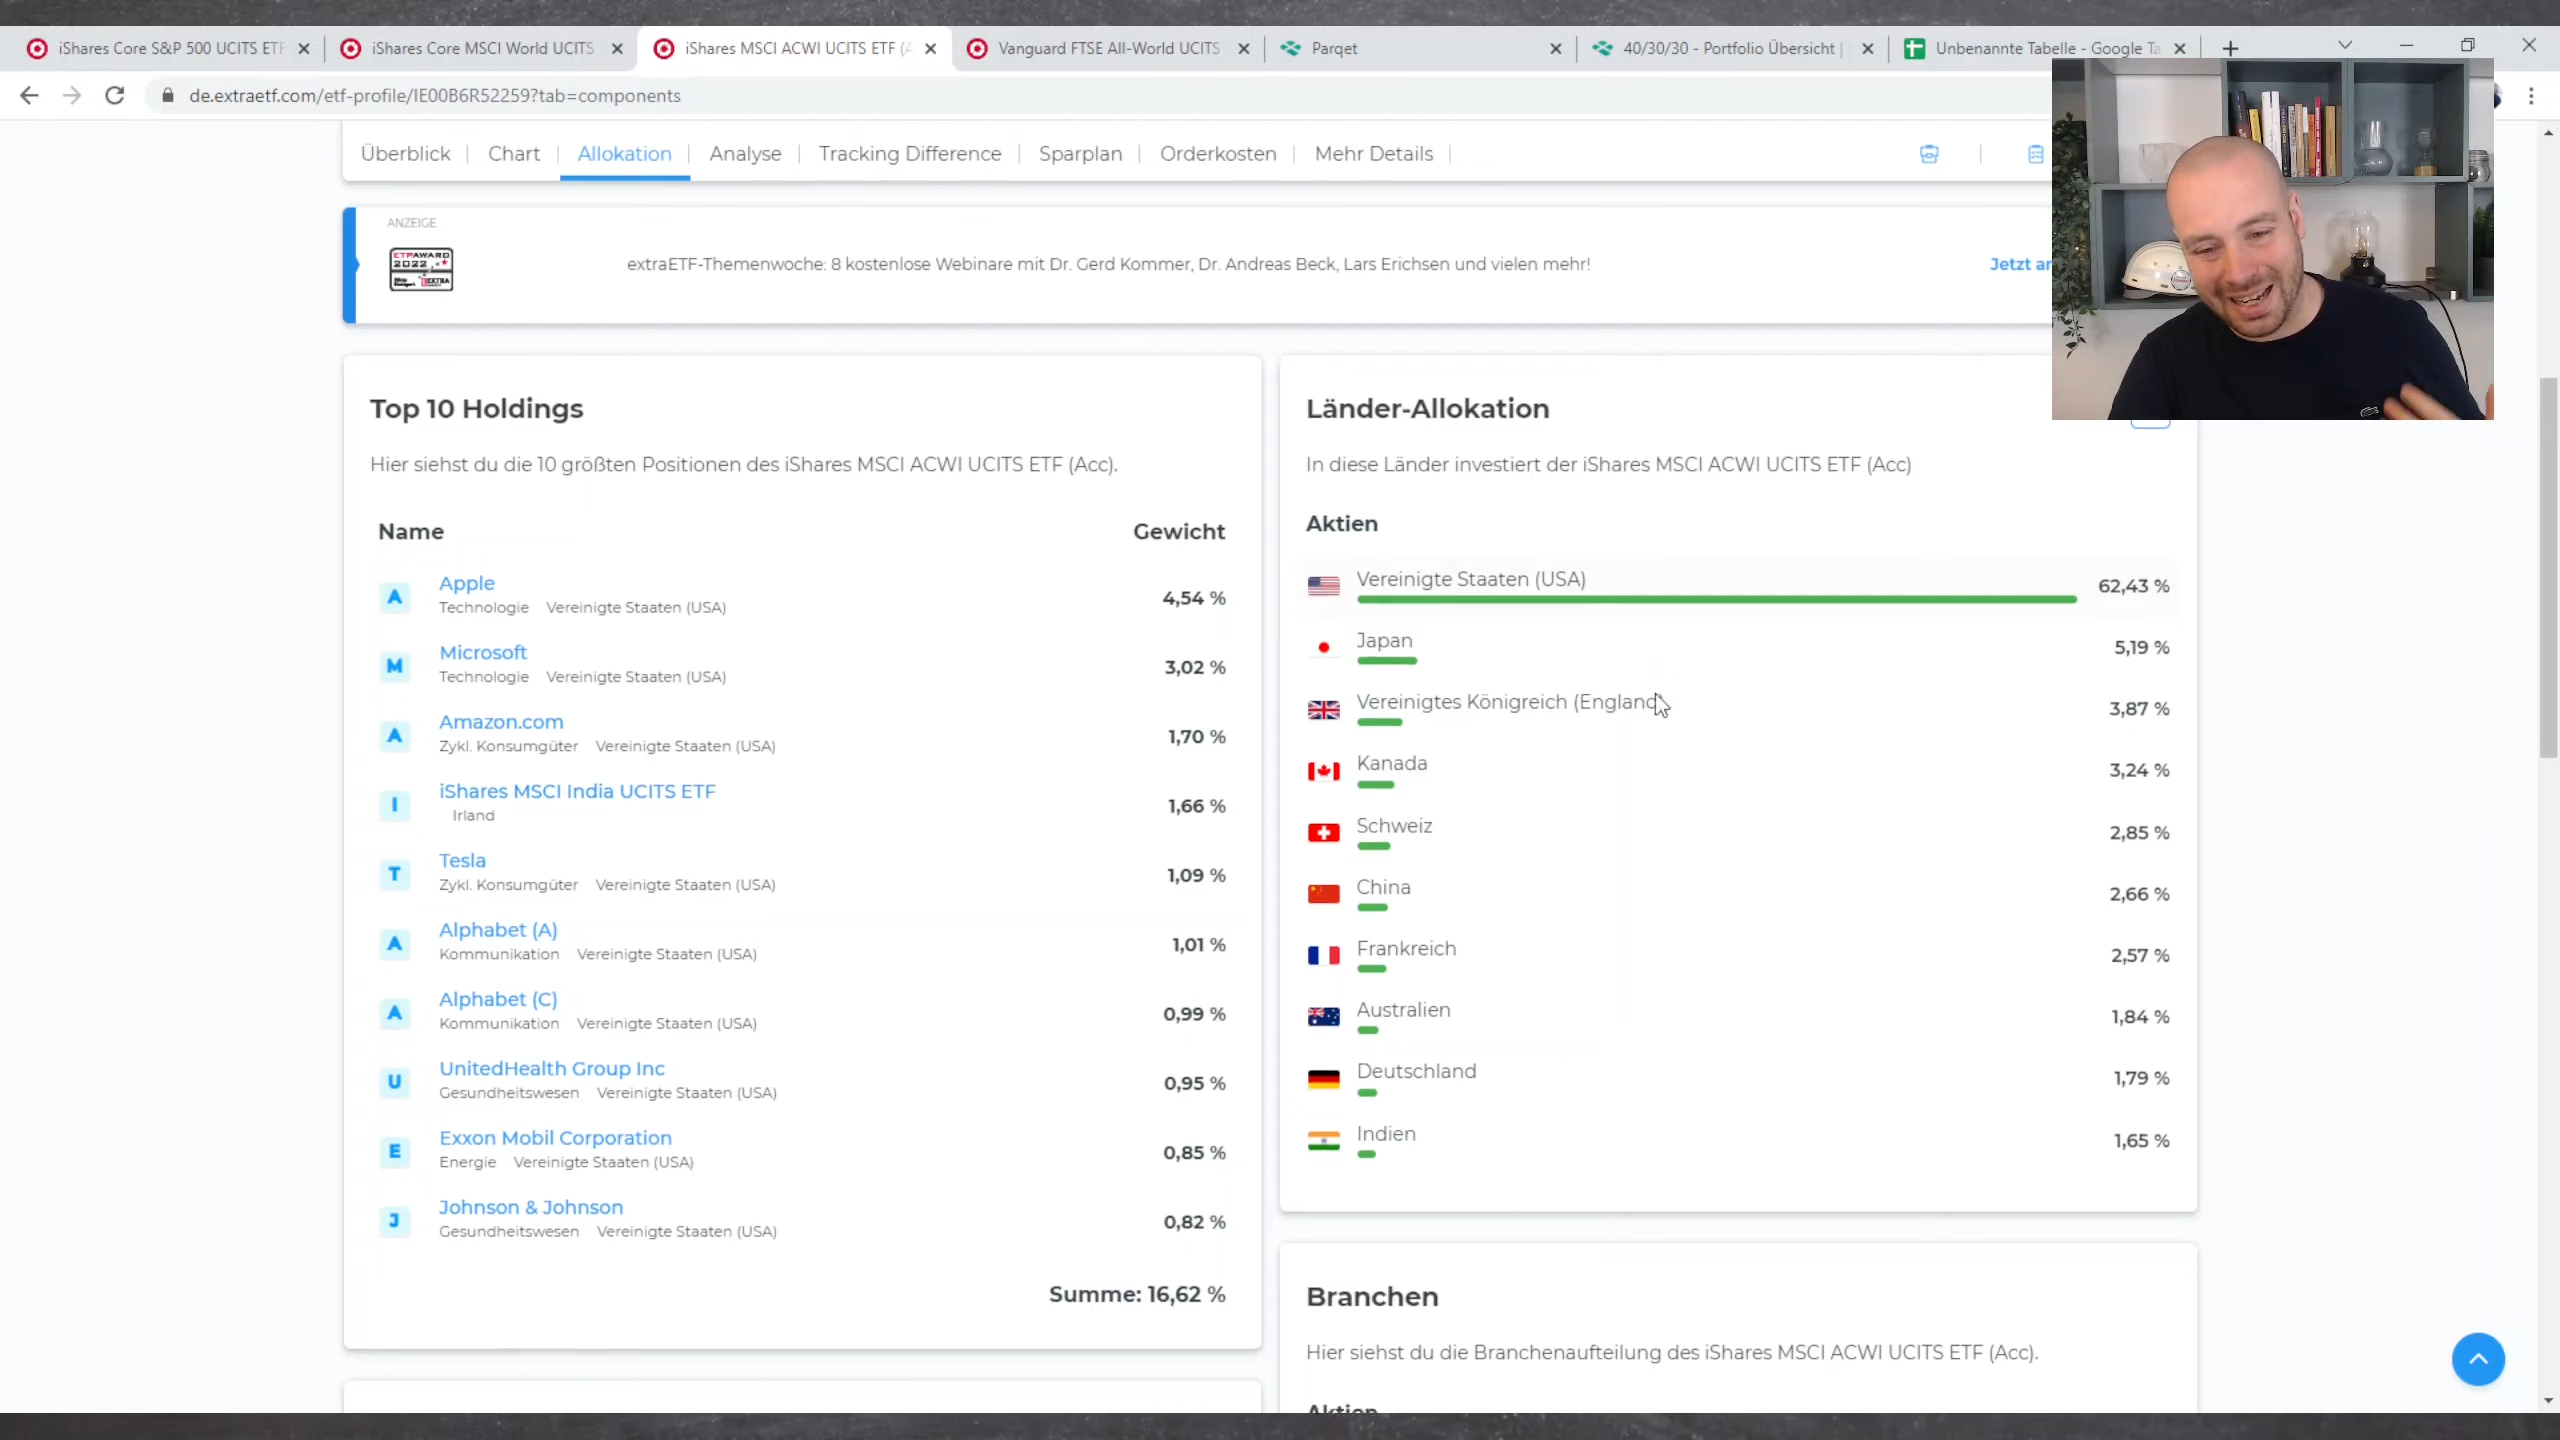 iShares Core S&P 500 UCITS ETF
iShares Core MSCI World UCITS
iShares MSCI ACWI UCITS ETF (A
Vanguard FTSE All-World UCITS
Parqet
40/30/30 - Portfolio Übersicht |
Unbenannte Tabelle - Google Ta
de.extraetf.com/etf-profile/IE00B6R52259?tab=components
Überblick
Chart
Allokation
Analyse
Tracking Difference
Sparplan
Orderkosten
Mehr Details
ANZEIGE
ETPAWARD
2022
EXTRA
extraETF-Themenwoche: 8 kostenlose Webinare mit Dr. Gerd Kommer, Dr. Andreas Beck, Lars Erichsen und vielen mehr!
Jetzt an
Top 10 Holdings
Hier siehst du die 10 größten Positionen des iShares MSCI ACWI UCITS ETF (Acc).
Name Gewicht
A Apple
Technologie Vereinigte Staaten (USA)
4,54 %
M Microsoft
Technologie Vereinigte Staaten (USA)
3,02 %
A Amazon.com
Zykl. Konsumgüter Vereinigte Staaten (USA)
1,70 %
I iShares MSCI India UCITS ETF
Irland
1,66 %
T Tesla
Zykl. Konsumgüter Vereinigte Staaten (USA)
1,09 %
A Alphabet (A)
Kommunikation Vereinigte Staaten (USA)
1,01 %
A Alphabet (C)
Kommunikation Vereinigte Staaten (USA)
0,99 %
U UnitedHealth Group Inc
Gesundheitswesen Vereinigte Staaten (USA)
0,95 %
E Exxon Mobil Corporation
Energie Vereinigte Staaten (USA)
0,85 %
J Johnson & Johnson
Gesundheitswesen Vereinigte Staaten (USA)
0,82 %
Summe: 16,62 %
Länder-Allokation
In diese Länder investiert der iShares MSCI ACWI UCITS ETF (Acc)
Aktien
Vereinigte Staaten (USA) 62,43 %
Japan 5,19 %
Vereinigtes Königreich (England) 3,87 %
Kanada 3,24 %
Schweiz 2,85 %
China 2,66 %
Frankreich 2,57 %
Australien 1,84 %
Deutschland 1,79 %
Indien 1,65 %
Branchen
Hier siehst du die Branchenaufteilung des iShares MSCI ACWI UCITS ETF (Acc).
Aktien